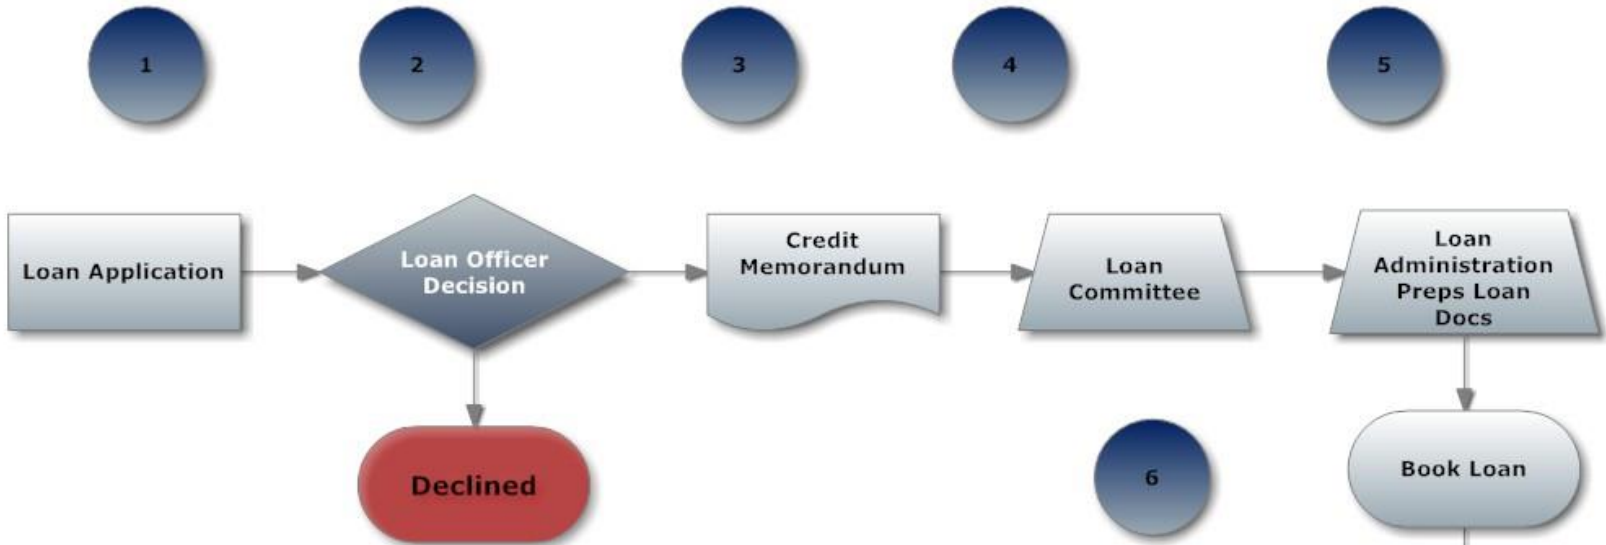 1
2
3
4
5
Loan Application
Loan Officer
Decision
Credit
Memorandum
Loan
Committee
Loan
Administration
Preps Loan
Docs
Declined
6
Book Loan